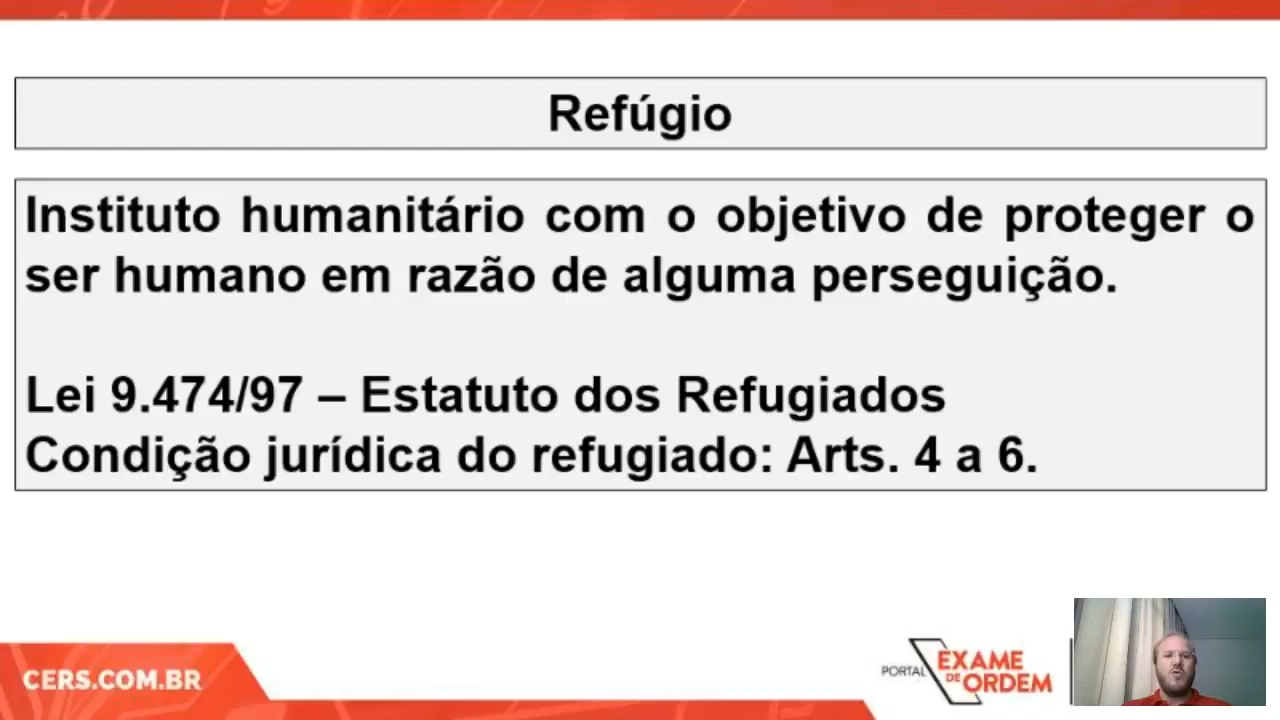 Refúgio
Instituto humanitário com o objetivo de proteger o
ser humano em razão de alguma perseguição.
Lei 9.474/97 – Estatuto dos Refugiados
Condição jurídica do refugiado: Arts. 4 a 6.
CERS.COM.BR
PORTAL EXAME
DE ORDEM